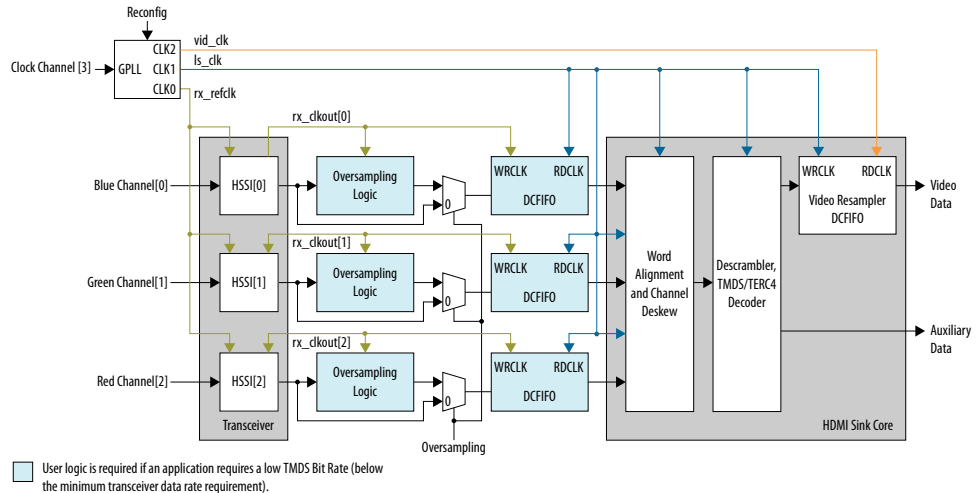 Reconfig
Clock Channel [3]
GPLL
CLK2
CLK1
CLK0
vid_clk
ls_clk
rx_refclk
rx_clkout[0]
Blue Channel[0]
HSSI[0]
Oversampling
Logic
0
WRCLK
RDCLK
DCFIFO
rx_clkout[1]
Green Channel[1]
HSSI[1]
Oversampling
Logic
0
WRCLK
RDCLK
DCFIFO
rx_clkout[2]
Red Channel[2]
HSSI[2]
Oversampling
Logic
0
WRCLK
RDCLK
DCFIFO
Transceiver
Oversampling
Word
Alignment
and Channel
Deskew
Descrambler,
TMDS/TERC4
Decoder
WRCLK
RDCLK
Video Resampler
DCFIFO
Video
Data
Auxiliary
Data
HDMI Sink Core
User logic is required if an application requires a low TMDS Bit Rate (below
the minimum transceiver data rate requirement).